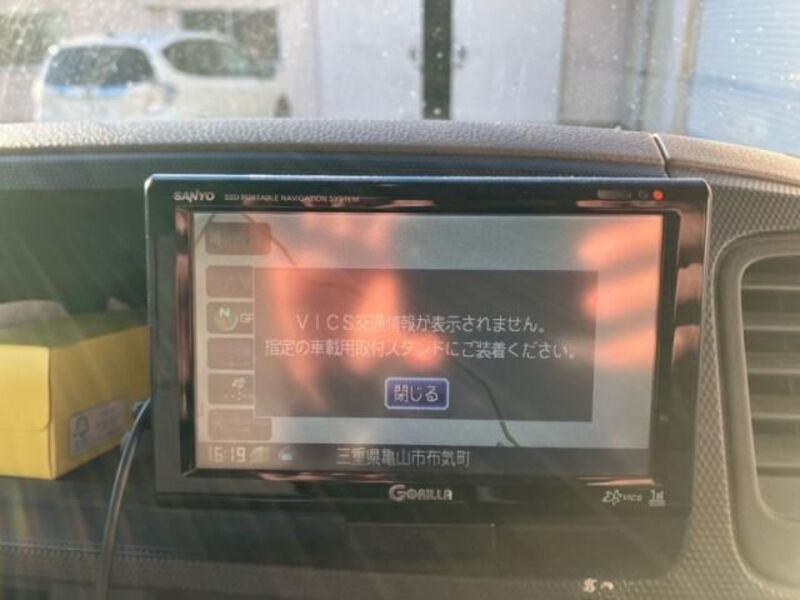 SANYO SSD PORTABLE NAVIGATION SYSTEM
N GP
VICS交通情報が表示されません。
指定の車載用取付スタンドにご装着ください。
閉じる
-:--
16:19
三重県亀山市布気町
GORILLA
VICS